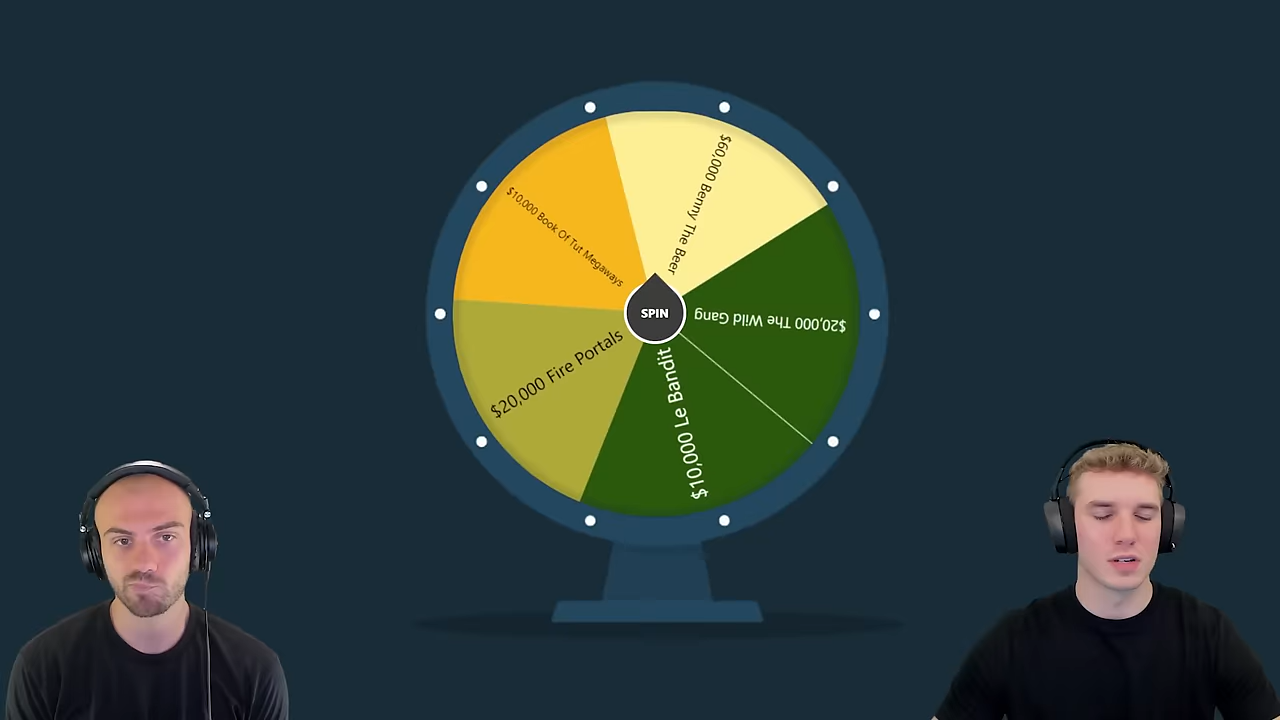 $60,000 Benny The Beer
$10,000 Book Of Tut Megaways
SPIN
$20,000 The Wild Gang
$20,000 Fire Portals
$10,000 Le Bandit